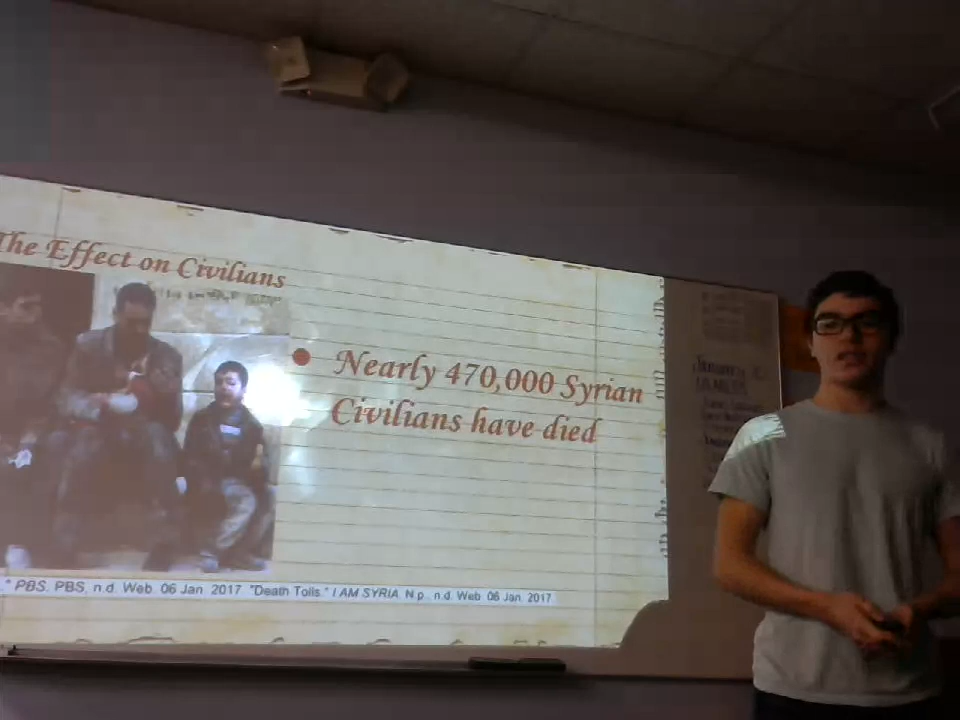 The Effect on Civilians
Nearly 470,000 Syrian
Civilians have died
" PBS. PBS, n.d. Web. 06 Jan. 2017. "Death Tolls." I AM SYRIA. N.p., n.d. Web. 06 Jan. 2017.
January